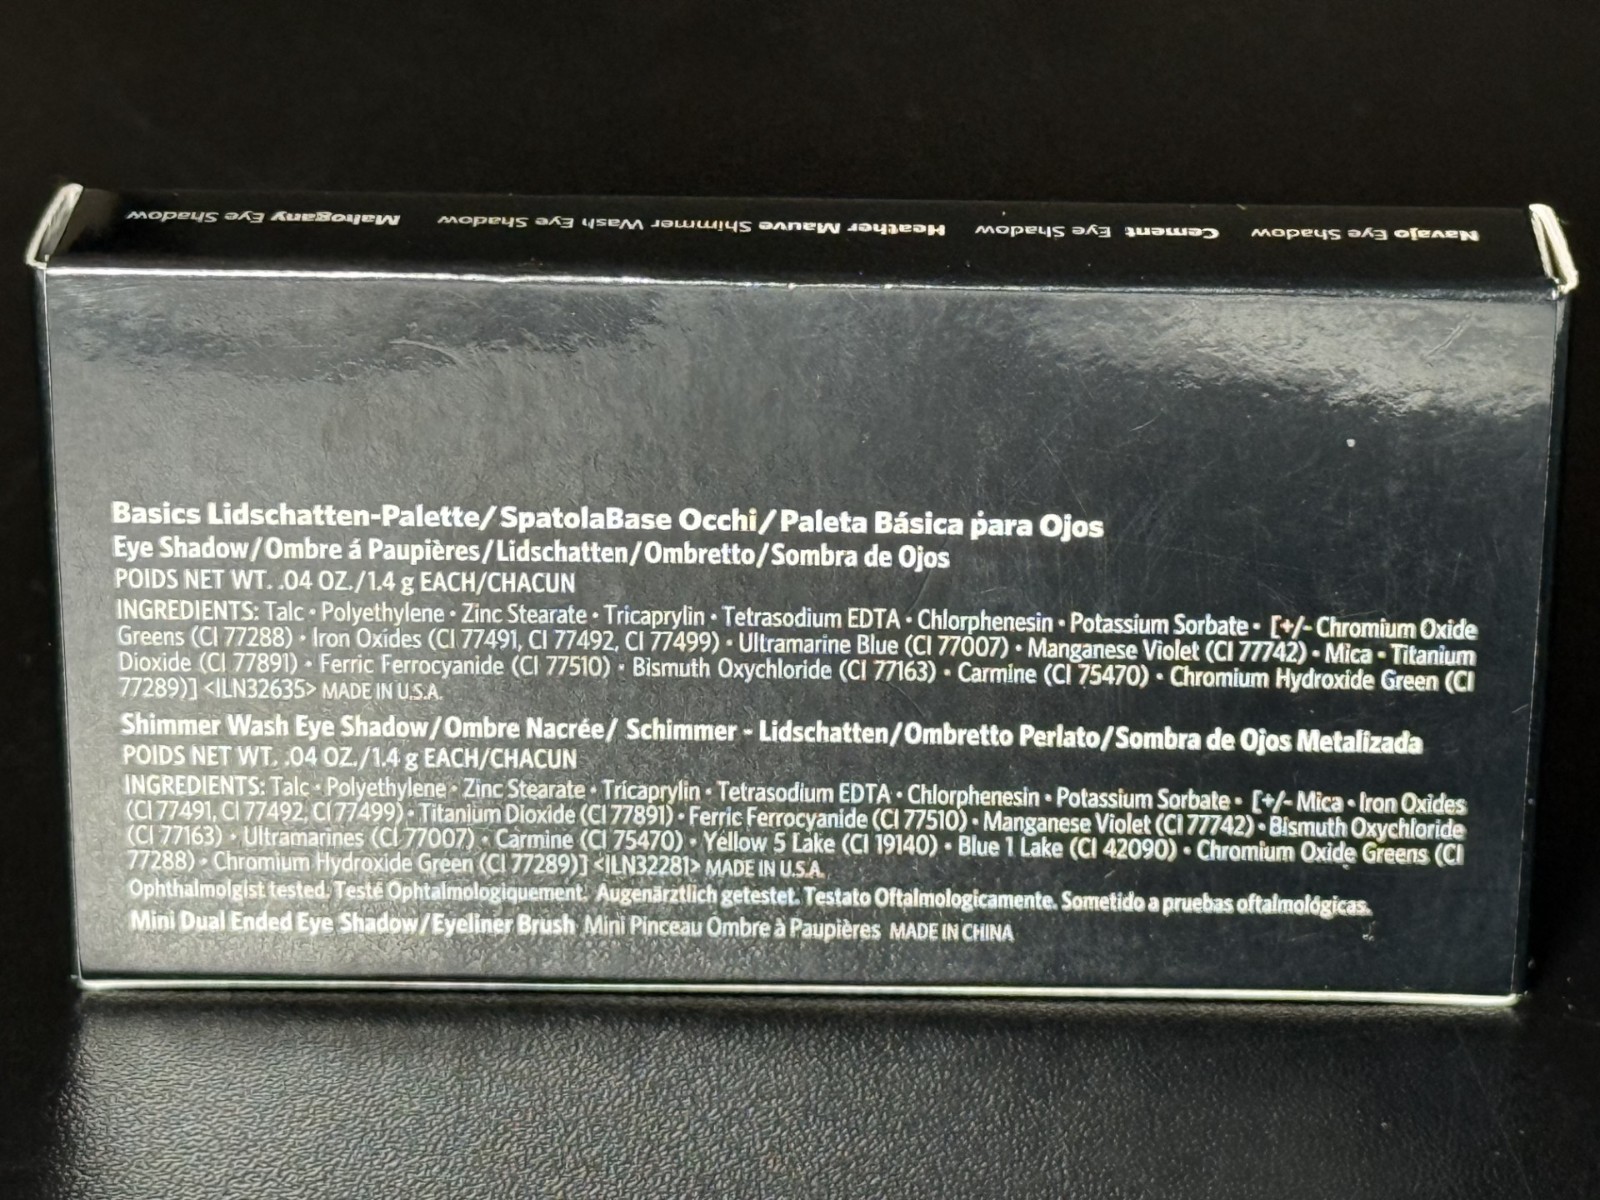 Mahogany Eye Shadow Heather Mauve Shimmer Wash Eye Shadow Cement Eye Shadow Navajo Eye Shadow
Basics Lidschatten-Palette/SpatolaBase Occhi/Paleta Básica para Ojos
Eye Shadow/Ombre á Paupières/Lidschatten/Ombretto/Sombra de Ojos
POIDS NET WT. .04 OZ./1.4 g EACH/CHACUN
INGREDIENTS: Talc • Polyethylene • Zinc Stearate • Tricaprylin • Tetrasodium EDTA • Chlorphenesin • Potassium Sorbate • [+/- Chromium Oxide
Greens (CI 77288) • Iron Oxides (CI 77491, CI 77492, CI 77499) • Ultramarine Blue (CI 77007) • Manganese Violet (CI 77742) • Mica • Titanium
Dioxide (CI 77891) • Ferric Ferrocyanide (CI 77510) • Bismuth Oxychloride (CI 77163) • Carmine (CI 75470) • Chromium Hydroxide Green (CI
77289)] <ILN32635> MADE IN U.S.A.
Shimmer Wash Eye Shadow/Ombre Nacrée/ Schimmer - Lidschatten/Ombretto Perlato/Sombra de Ojos Metalizada
POIDS NET WT. .04 OZ./1.4 g EACH/CHACUN
INGREDIENTS: Talc • Polyethylene • Zinc Stearate • Tricaprylin • Tetrasodium EDTA • Chlorphenesin • Potassium Sorbate • [+/- Mica • Iron Oxides
(CI 77491, CI 77492, CI 77499) • Titanium Dioxide (CI 77891) • Ferric Ferrocyanide (CI 77510) • Manganese Violet (CI 77742) • Bismuth Oxychloride
(CI 77163) • Ultramarines (CI 77007) • Carmine (CI 75470) • Yellow 5 Lake (CI 19140) • Blue 1 Lake (CI 42090) • Chromium Oxide Greens (CI
77288) • Chromium Hydroxide Green (CI 77289)] <ILN32281> MADE IN U.S.A.
Ophthalmolgist tested. Testé Ophtalmologiquement. Augenärztlich getestet. Testato Oftalmologicamente. Sometido a pruebas oftalmológicas.
Mini Dual Ended Eye Shadow/Eyeliner Brush Mini Pinceau Ombre à Paupières MADE IN CHINA